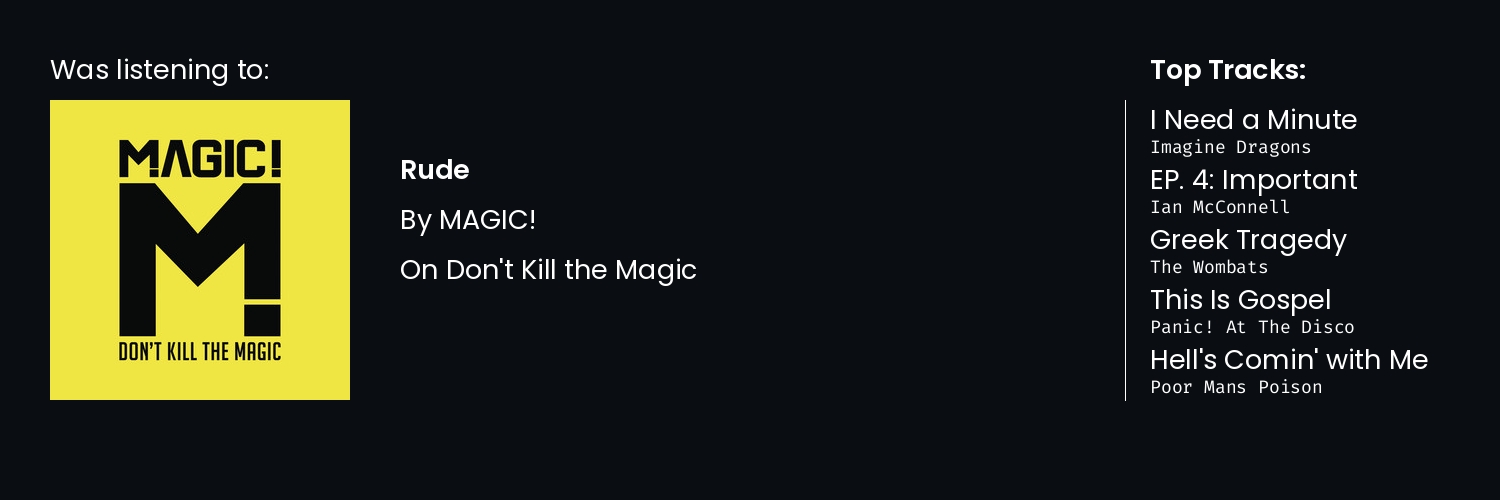 Was listening to:
MAGIC!
M!
DON'T KILL THE MAGIC
Rude
By MAGIC!
On Don't Kill the Magic
Top Tracks:
I Need a Minute
Imagine Dragons
EP. 4: Important
Ian McConnell
Greek Tragedy
The Wombats
This Is Gospel
Panic! At The Disco
Hell's Comin' with Me
Poor Mans Poison